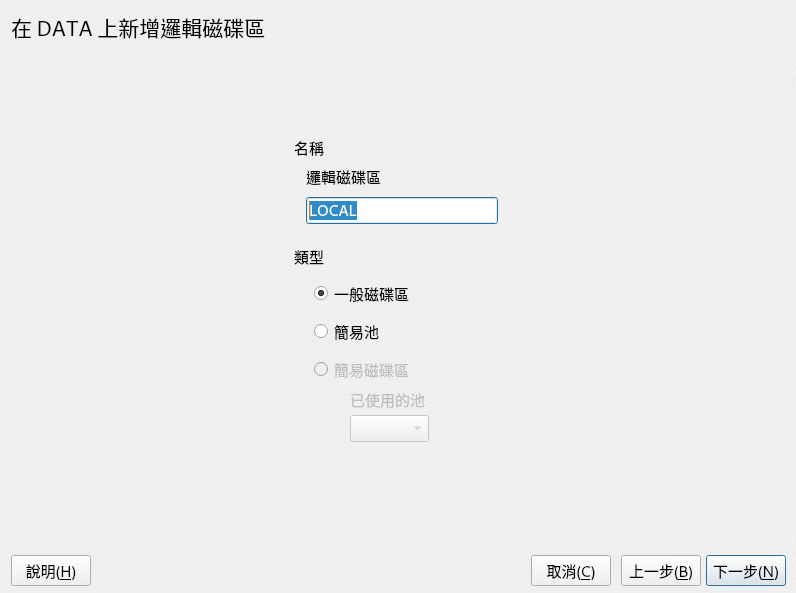 在 DATA 上新增邏輯磁碟區
名稱
邏輯磁碟區
LOCAL
類型
一般磁碟區
簡易池
簡易磁碟區
已使用的池
說明(H)
取消(C)
上一步(B)
下一步(N)